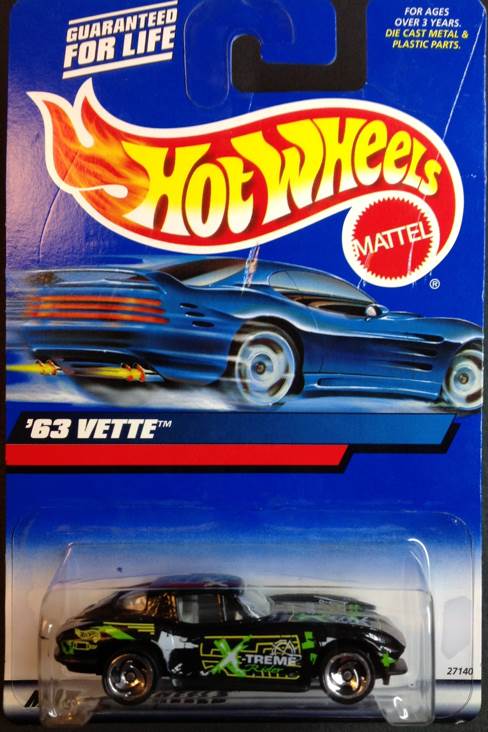 GUARANTEED
FOR LIFE
FOR AGES
OVER 3 YEARS.
DIE CAST METAL &
PLASTIC PARTS.
HOT WHEELS
MATTEL
®
'63 VETTE™
X-TREME
27140